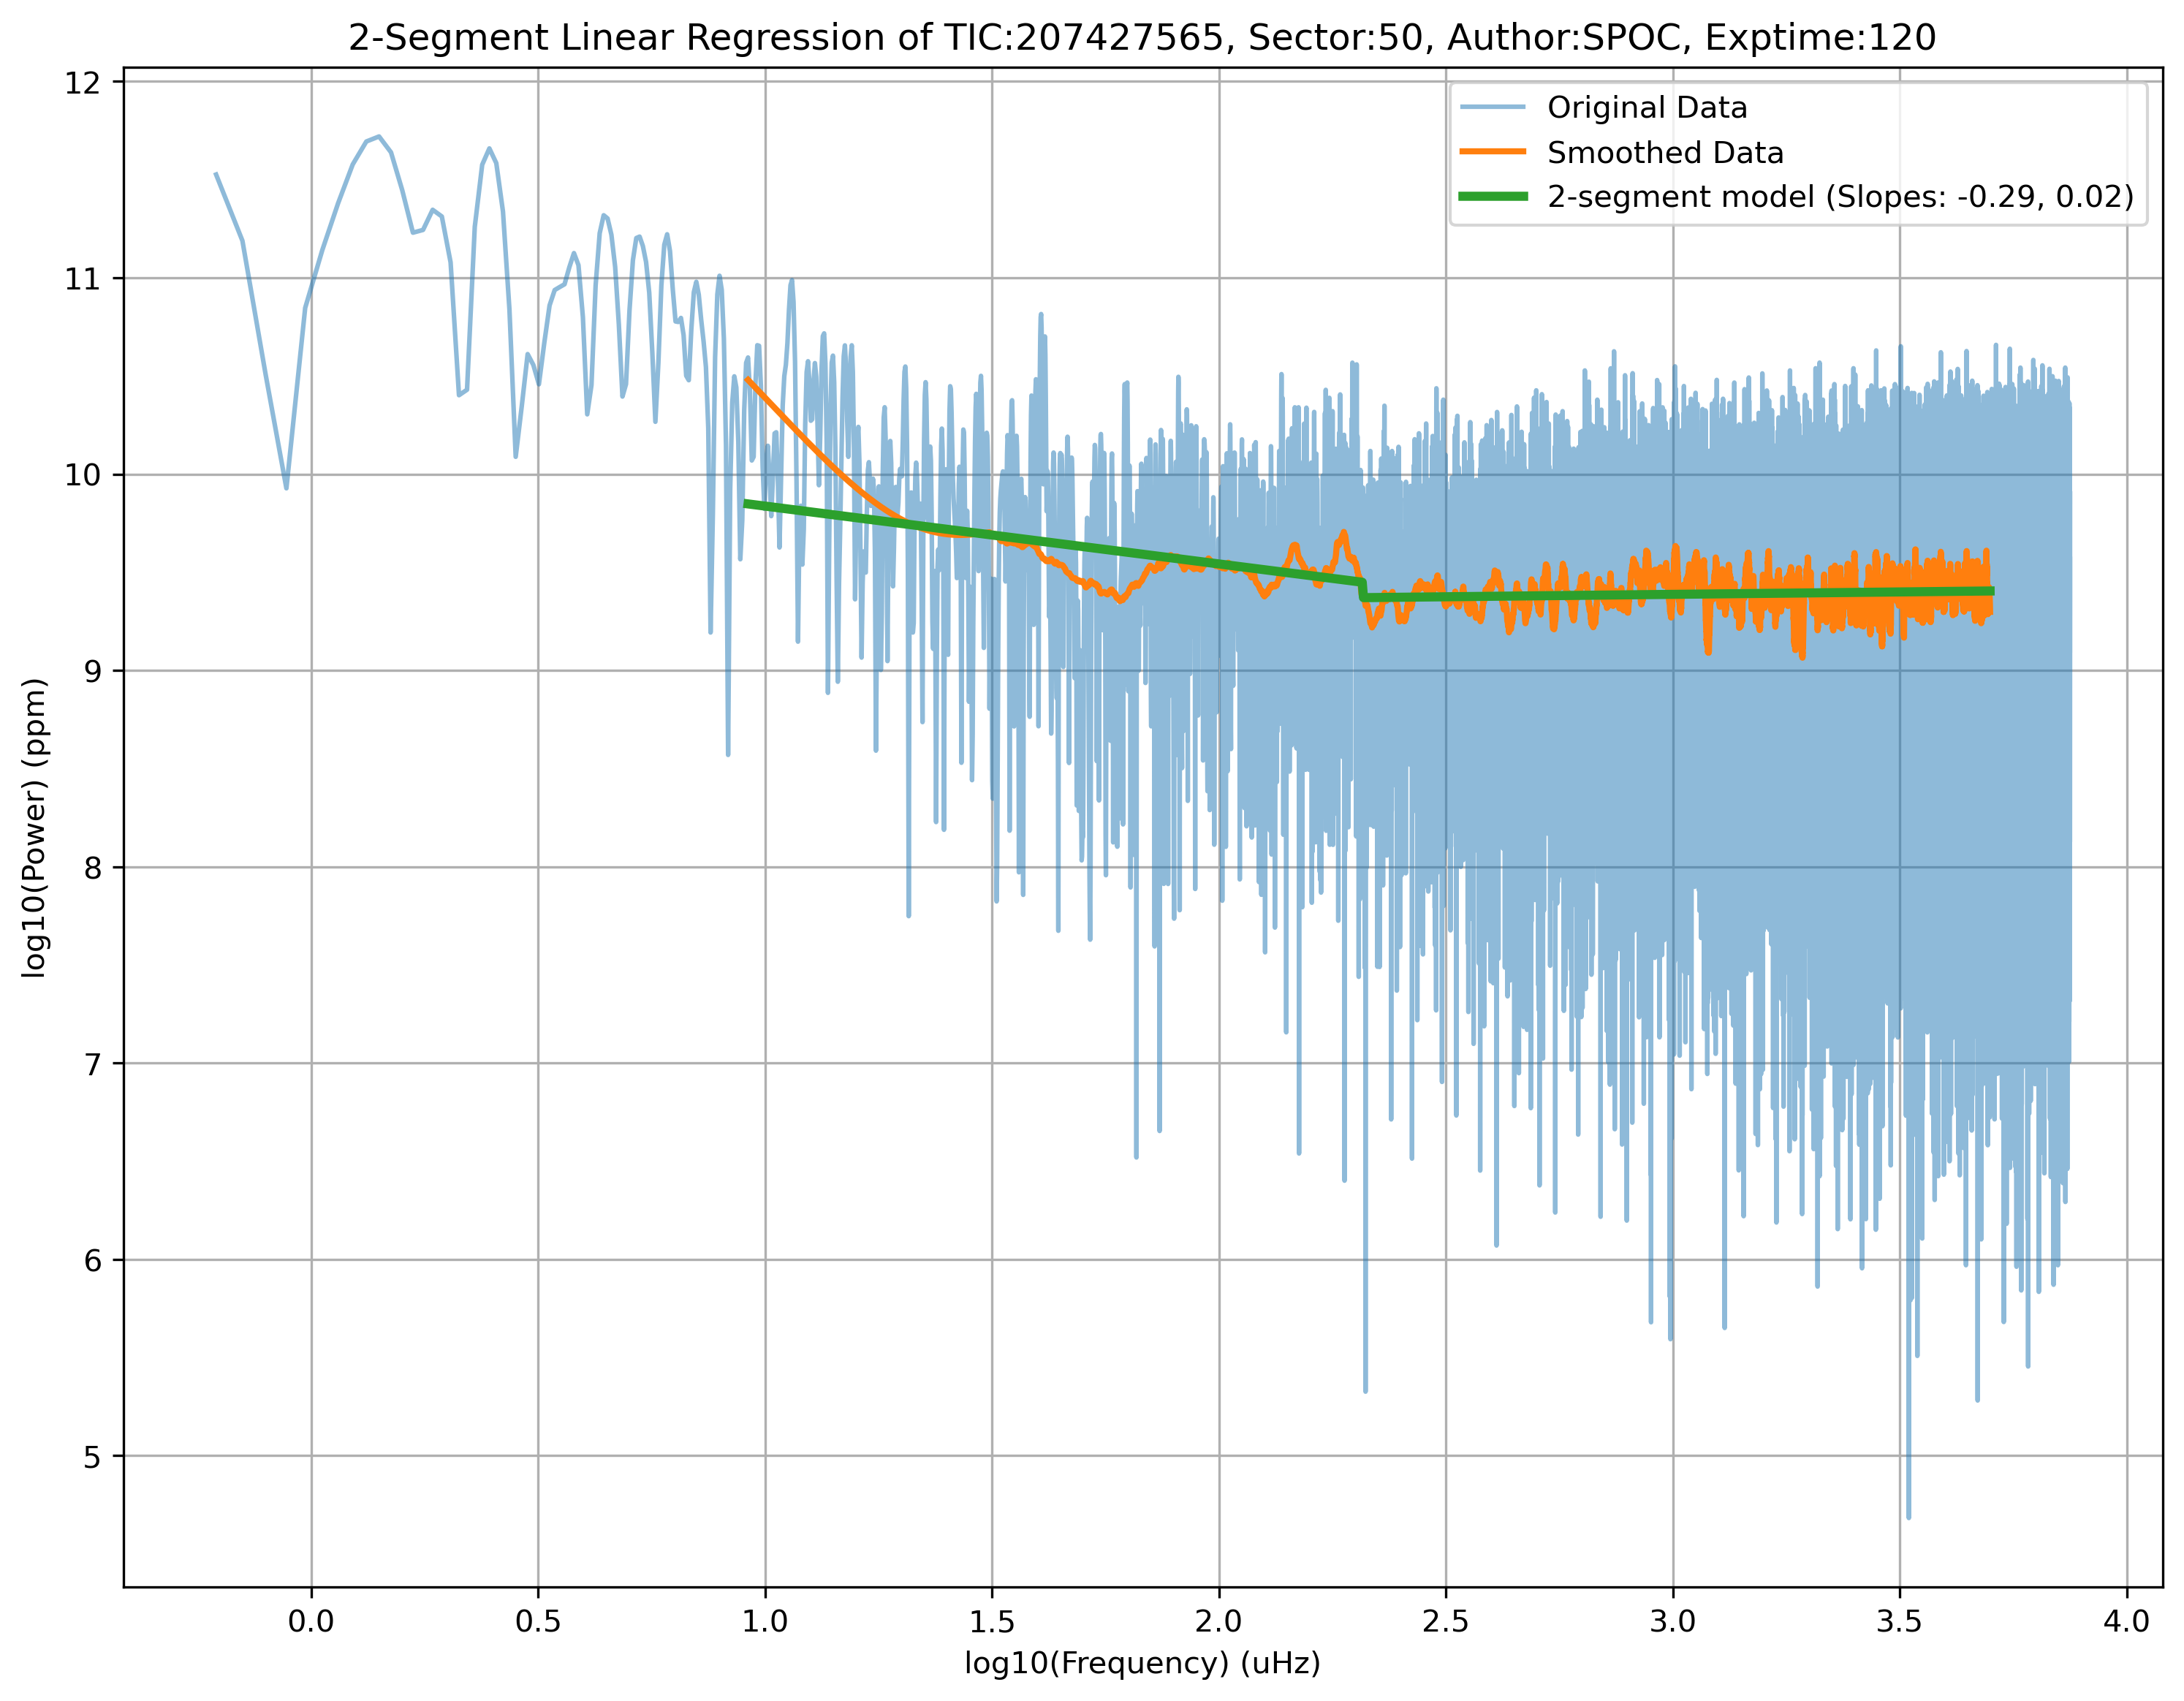 2-Segment Linear Regression of TIC:207427565, Sector:50, Author:SPOC, Exptime:120
Original Data
Smoothed Data
2-segment model (Slopes: -0.29, 0.02)
log10(Power) (ppm)
12
11
10
9
8
7
6
5
0.0 0.5 1.0 1.5 2.0 2.5 3.0 3.5 4.0
log10(Frequency) (uHz)